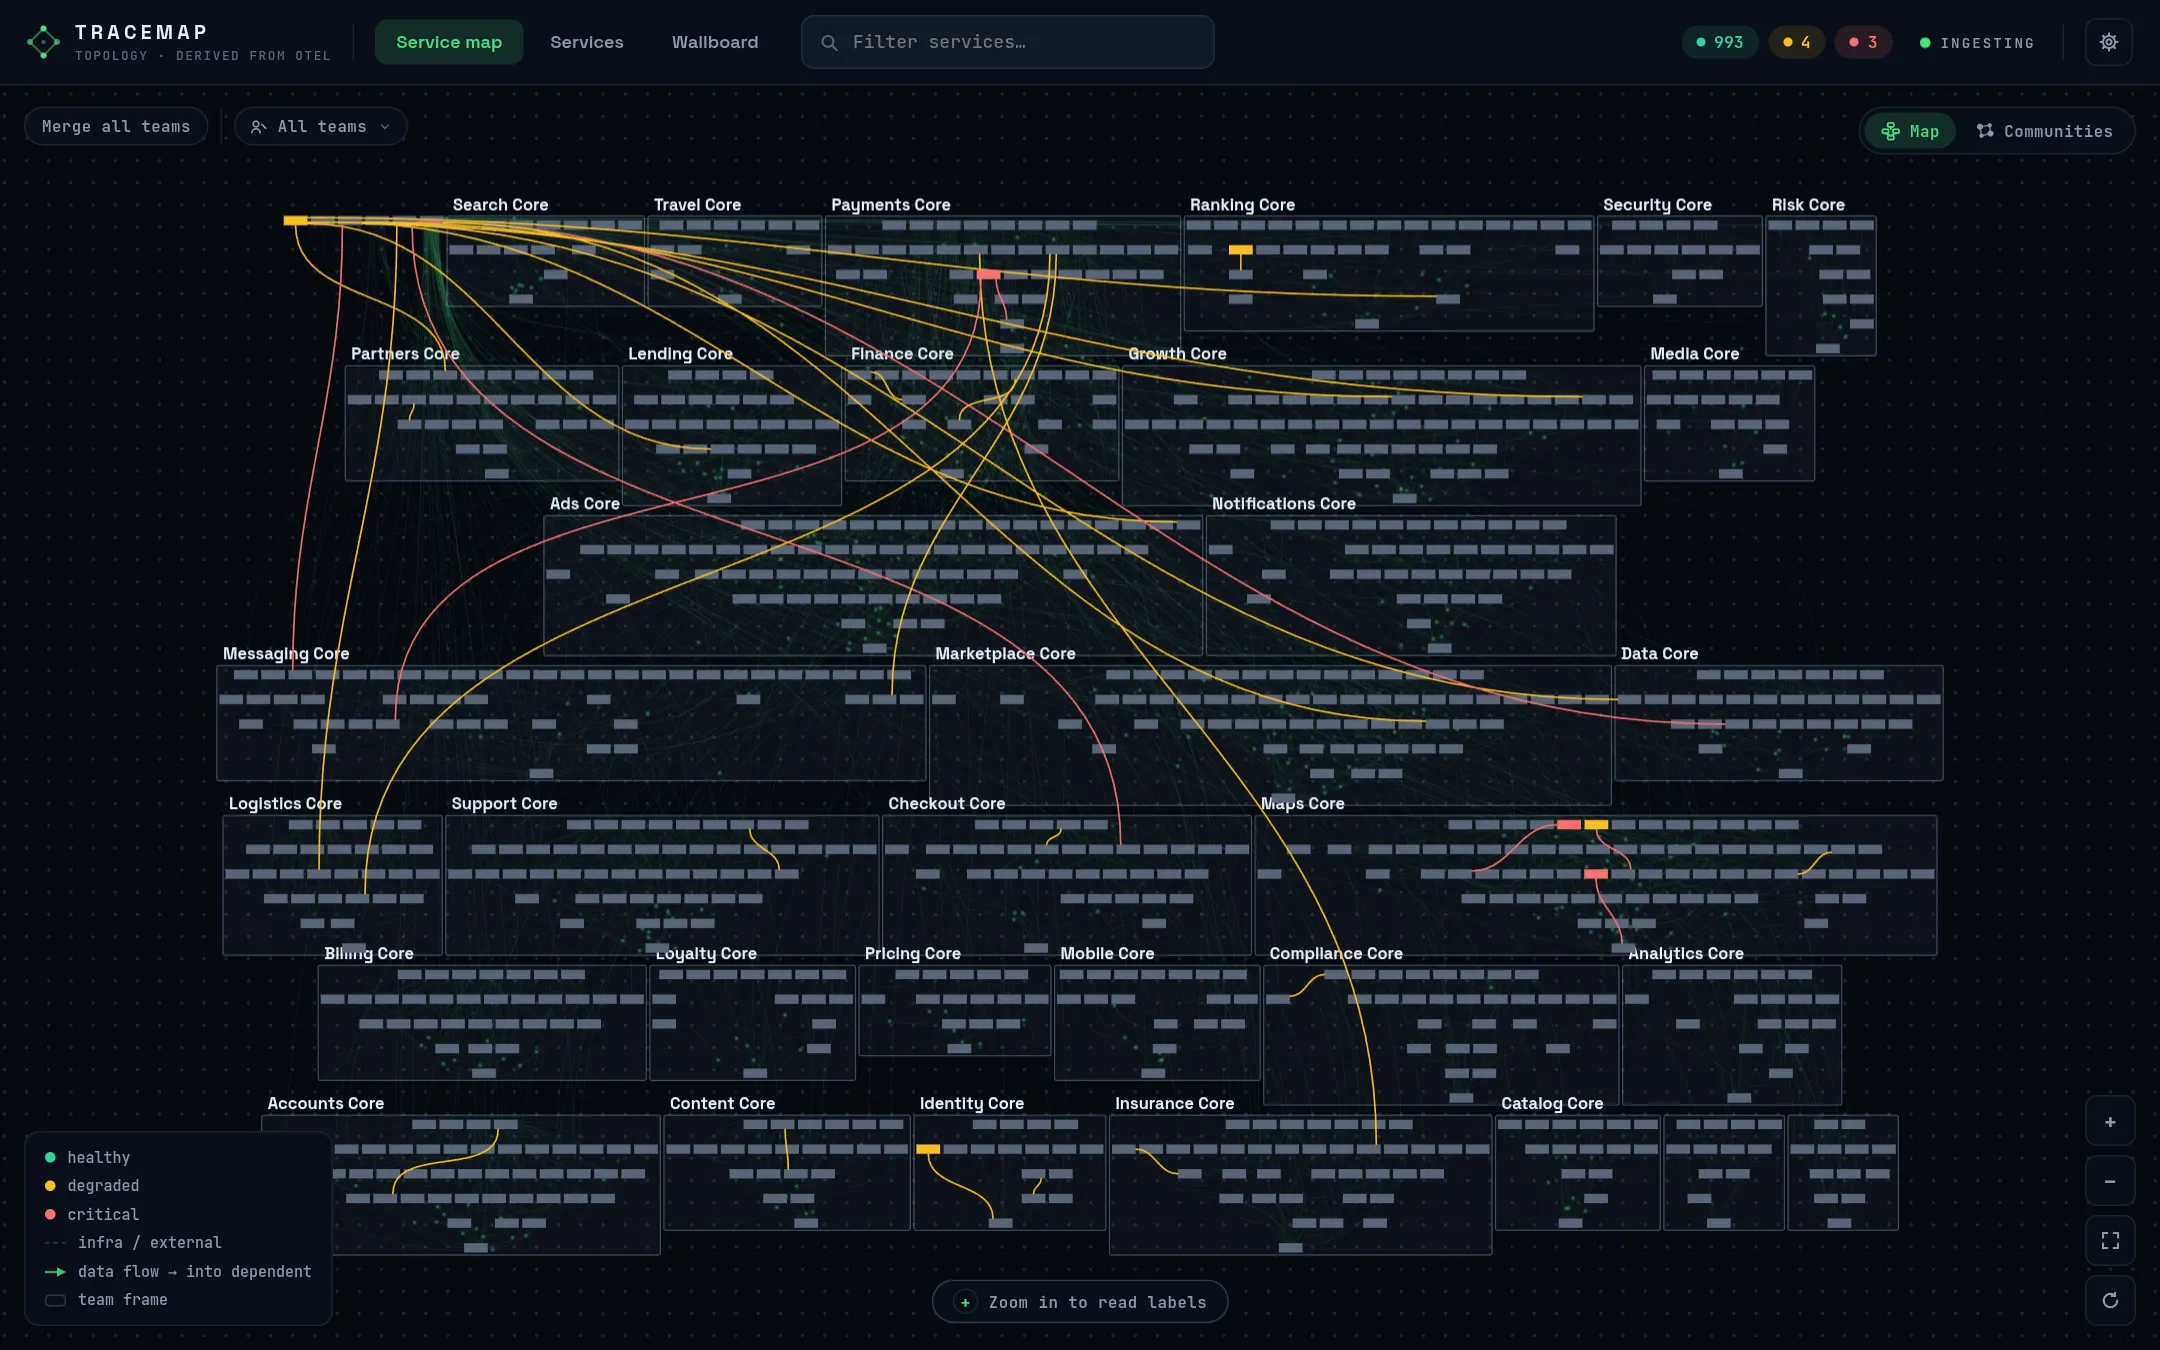 TRACEMAP
TOPOLOGY · DERIVED FROM OTEL
Service map
Services
Wallboard
Filter services…
993
4
3
INGESTING
Merge all teams
All teams
Map
Communities
Search Core
Travel Core
Payments Core
Ranking Core
Security Core
Risk Core
Partners Core
Lending Core
Finance Core
Growth Core
Media Core
Ads Core
Notifications Core
Messaging Core
Marketplace Core
Data Core
Logistics Core
Support Core
Checkout Core
Maps Core
Billing Core
Loyalty Core
Pricing Core
Mobile Core
Compliance Core
Analytics Core
Accounts Core
Content Core
Identity Core
Insurance Core
Catalog Core
healthy
degraded
critical
infra / external
data flow → into dependent
team frame
+ Zoom in to read labels
+
−